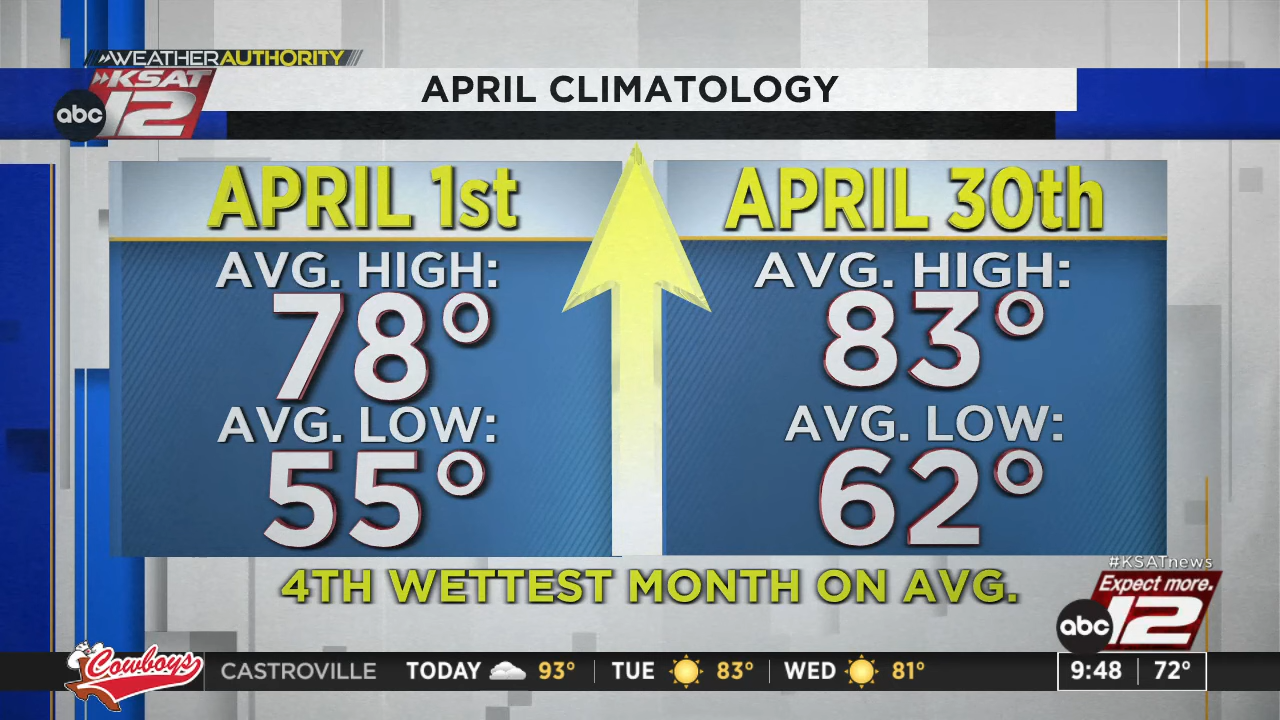 WEATHERAUTHORITY
KSAT
abc 12
APRIL CLIMATOLOGY
APRIL 1st
AVG. HIGH:
78°
AVG. LOW:
55°
APRIL 30th
AVG. HIGH:
83°
AVG. LOW:
62°
4TH WETTEST MONTH ON AVG.
#KSATnews
Expect more.
abc 12
Cowboys CASTROVILLE TODAY 93° TUE 83° WED 81° 9:48 72°